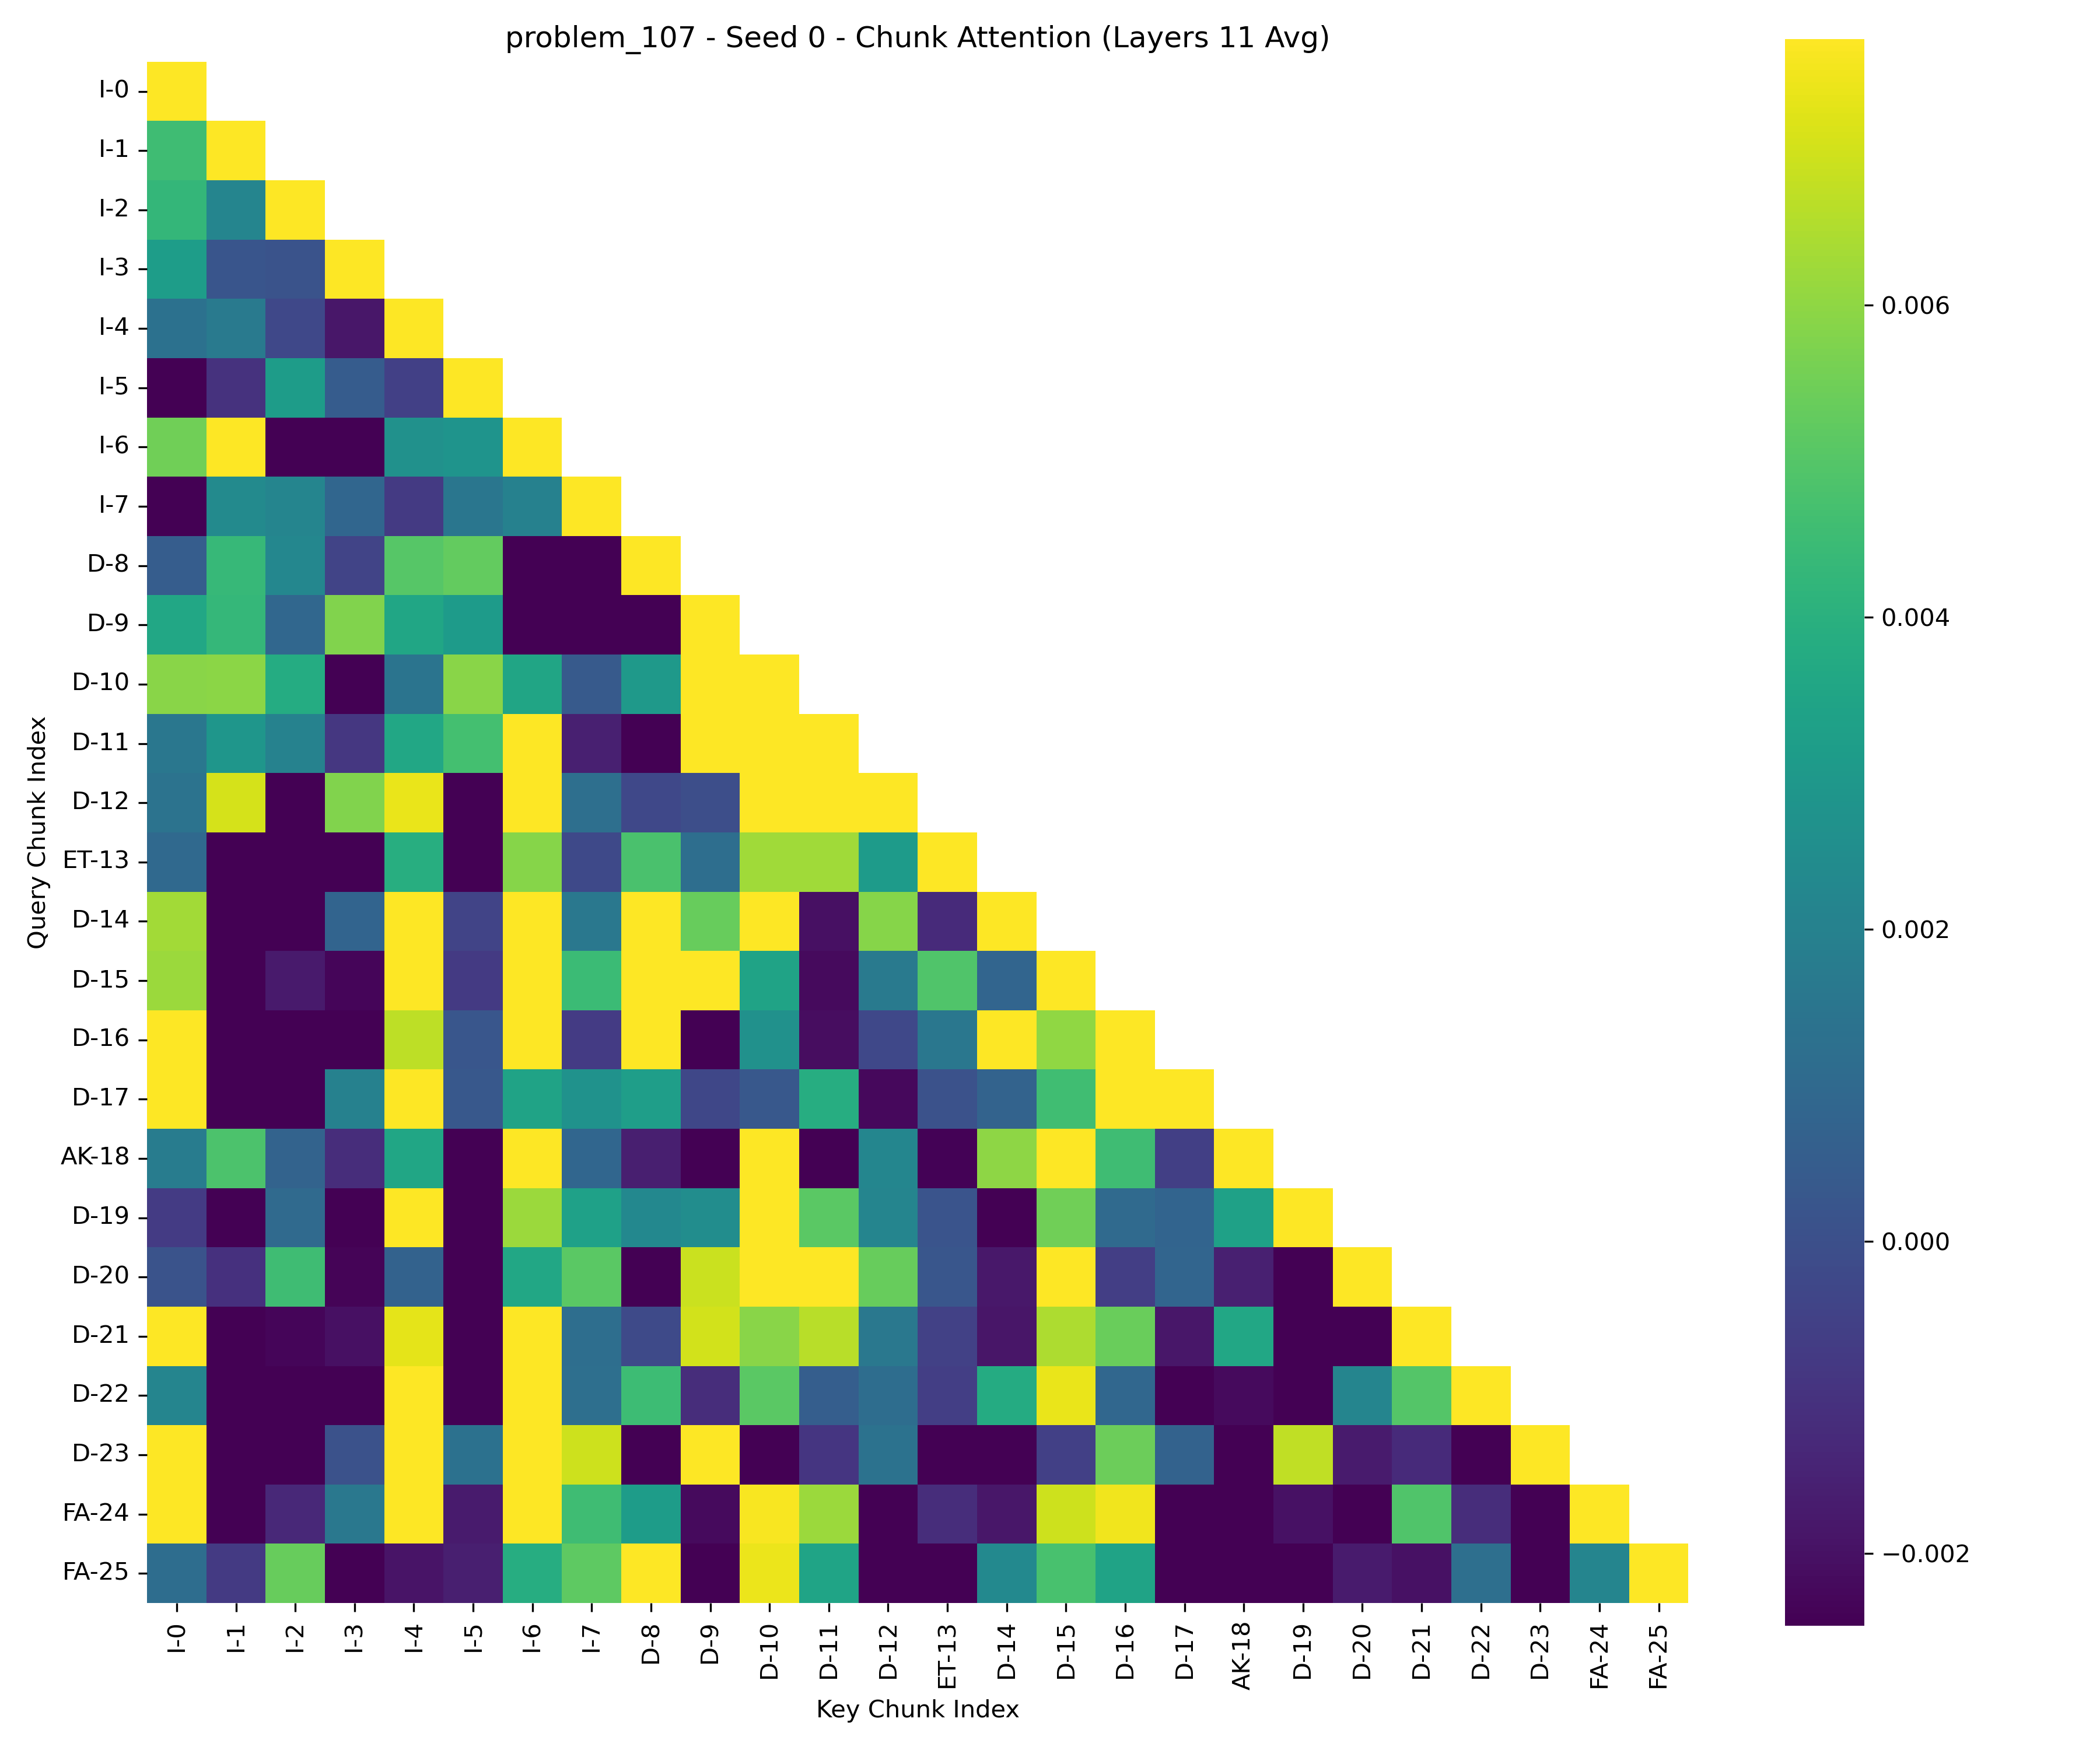 problem_107 - Seed 0 - Chunk Attention (Layers 11 Avg)
Query Chunk Index
I-0
I-1
I-2
I-3
I-4
I-5
I-6
I-7
D-8
D-9
D-10
D-11
D-12
ET-13
D-14
D-15
D-16
D-17
AK-18
D-19
D-20
D-21
D-22
D-23
FA-24
FA-25
I-0 I-1 I-2 I-3 I-4 I-5 I-6 I-7 D-8 D-9 D-10 D-11 D-12 ET-13 D-14 D-15 D-16 D-17 AK-18 D-19 D-20 D-21 D-22 D-23 FA-24 FA-25
Key Chunk Index
0.006
0.004
0.002
0.000
−0.002